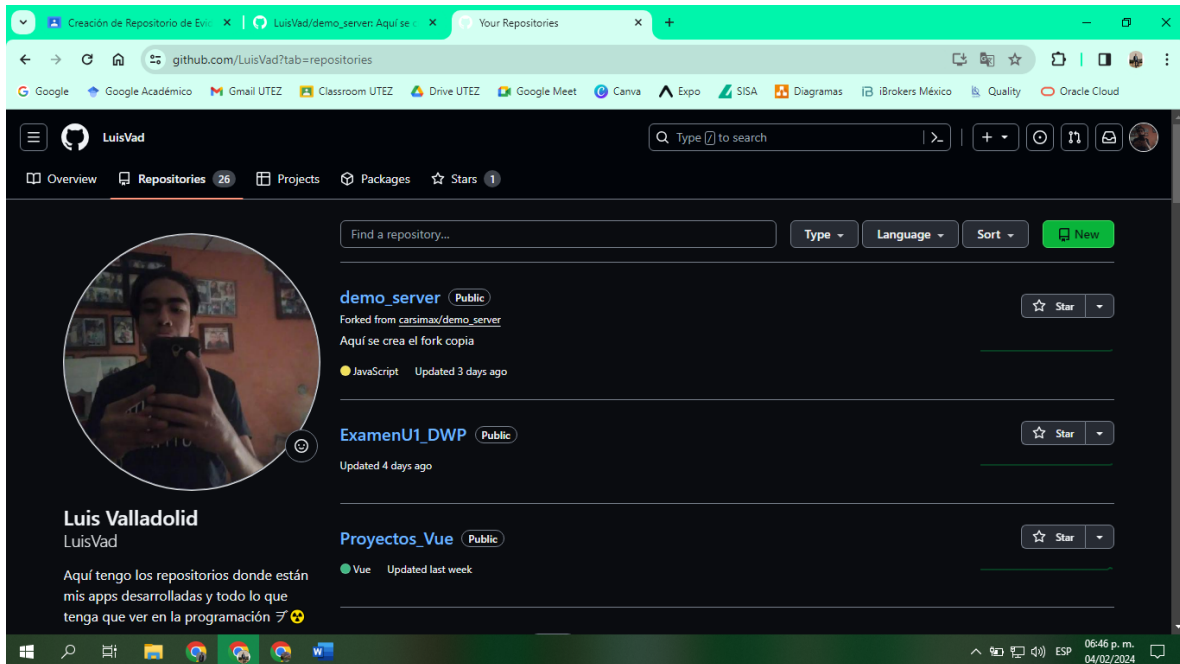 Creación de Repositorio de Evic
LuisVad/demo_server: Aquí se c
Your Repositories
github.com/LuisVad?tab=repositories
Google Google Académico Gmail UTEZ Classroom UTEZ Drive UTEZ Google Meet Canva Expo SISA Diagramas iBrokers México Quality Oracle Cloud
LuisVad
Type / to search
Overview Repositories 26 Projects Packages Stars 1
Find a repository...
Type Language Sort New
demo_server Public
Star
Forked from carsimax/demo_server
Aquí se crea el fork copia
JavaScript Updated 3 days ago
ExamenU1_DWP Public
Star
Updated 4 days ago
Proyectos_Vue Public
Star
Vue Updated last week
Luis Valladolid
LuisVad
Aquí tengo los repositorios donde están
mis apps desarrolladas y todo lo que
tenga que ver en la programación ブ☢️
ESP
06:46 p. m.
04/02/2024